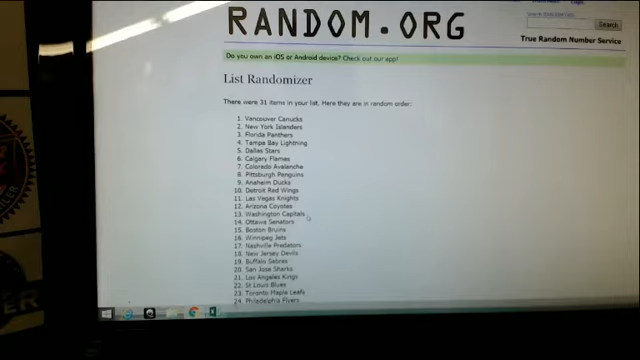 RANDOM.ORG
Search
True Random Number Service
Do you own an iOS or Android device? Check out our app!
List Randomizer
There were 31 items in your list. Here they are in random order:
1. Vancouver Canucks
2. New York Islanders
3. Florida Panthers
4. Tampa Bay Lightning
5. Dallas Stars
6. Calgary Flames
7. Colorado Avalanche
8. Pittsburgh Penguins
9. Anaheim Ducks
10. Detroit Red Wings
11. Las Vegas Knights
12. Arizona Coyotes
13. Washington Capitals
14. Ottawa Senators
15. Boston Bruins
16. Winnipeg Jets
17. Nashville Predators
18. New Jersey Devils
19. Buffalo Sabres
20. San Jose Sharks
21. Los Angeles Kings
22. St Louis Blues
23. Toronto Maple Leafs
24. Philadelphia Flyers